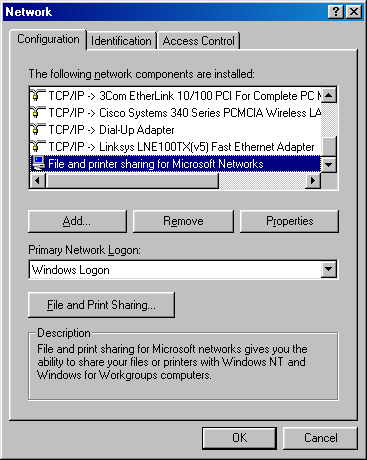 Network
Configuration Identification Access Control
The following network components are installed:
TCP/IP -> 3Com EtherLink 10/100 PCI For Complete PC
TCP/IP -> Cisco Systems 340 Series PCMCIA Wireless
TCP/IP -> Dial-Up Adapter
TCP/IP -> Linksys LNE100TX(v5) Fast Ethernet Adapter
File and printer sharing for Microsoft Networks
Add... Remove Properties
Primary Network Logon:
Windows Logon
File and Print Sharing...
Description
File and print sharing for Microsoft networks gives you the
ability to share your files or printers with Windows NT and
Windows for Workgroups computers.
OK Cancel